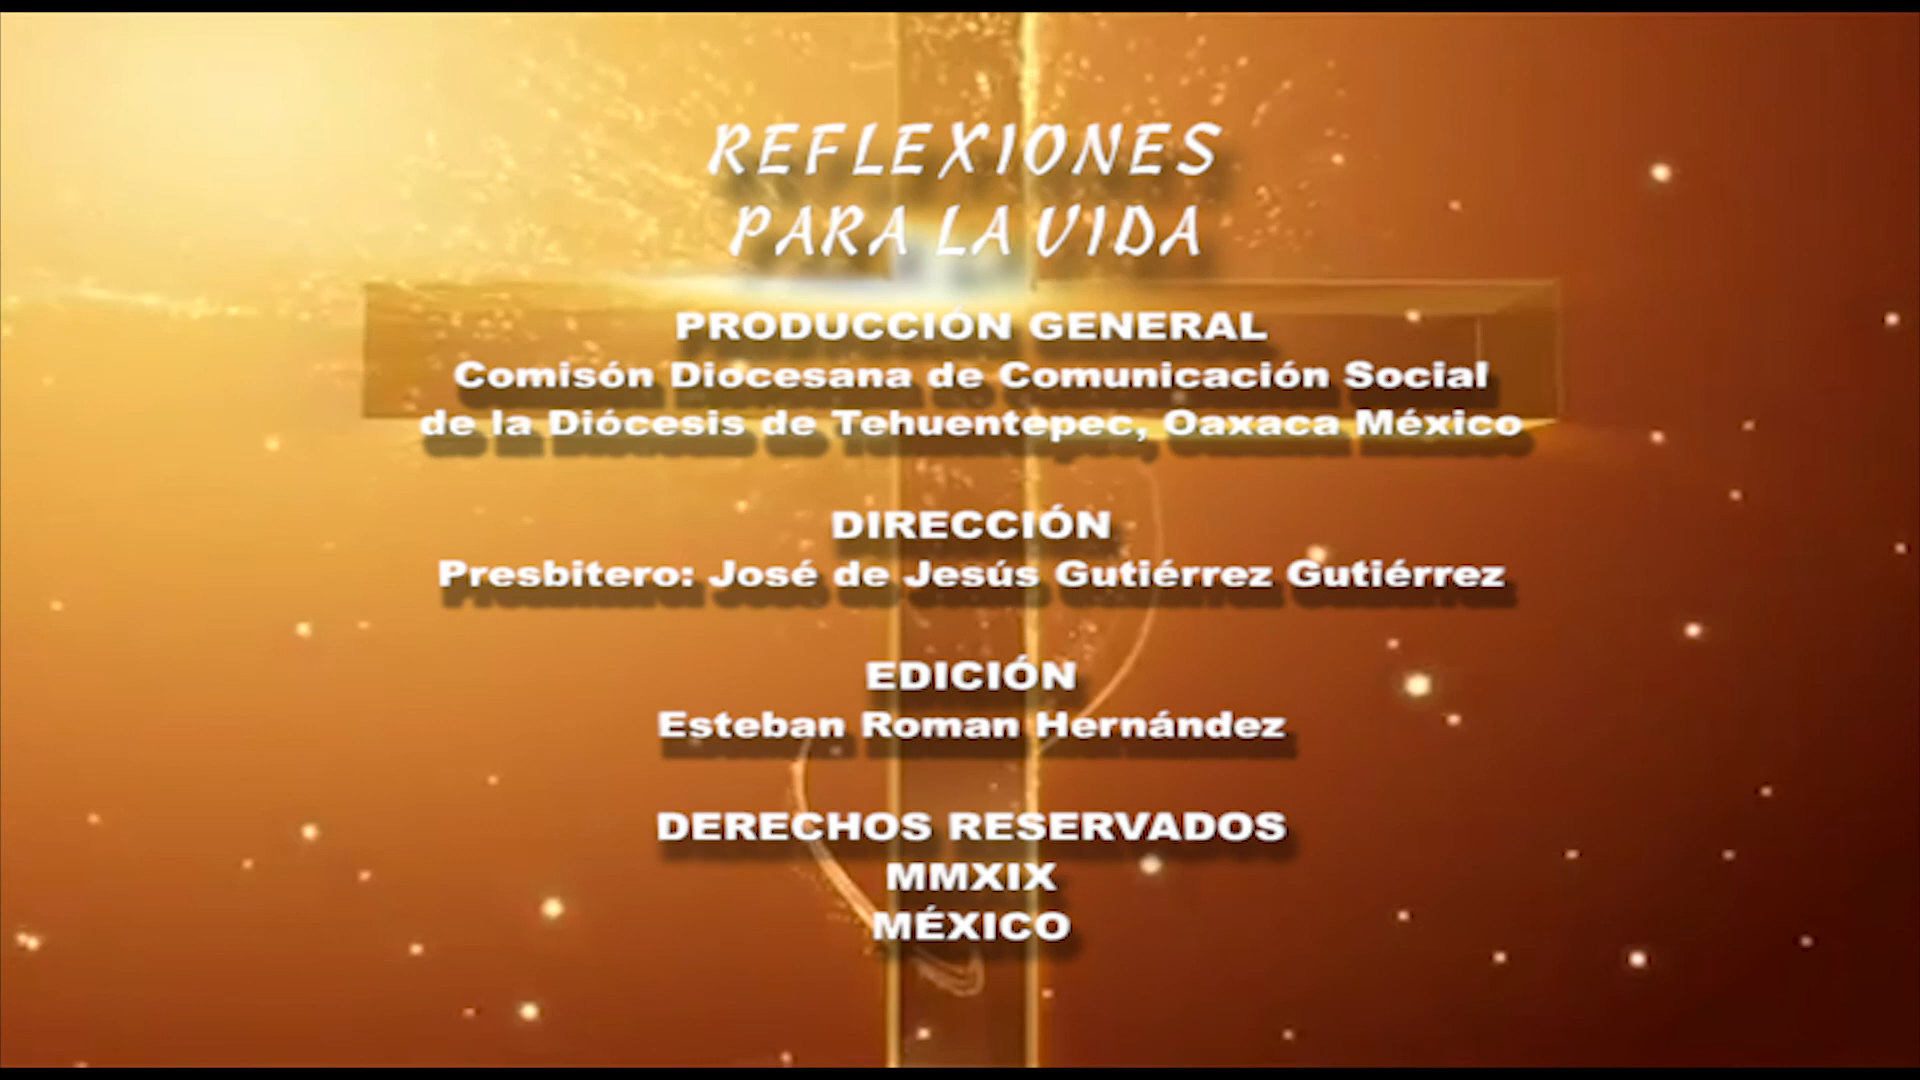 REFLEXIONES
PARA LA VIDA
PRODUCCIÓN GENERAL
Comisón Diocesana de Comunicación Social
de la Diócesis de Tehuentepec, Oaxaca México
DIRECCIÓN
Presbitero: José de Jesús Gutiérrez Gutiérrez
EDICIÓN
Esteban Roman Hernández
DERECHOS RESERVADOS
MMXIX
MÉXICO